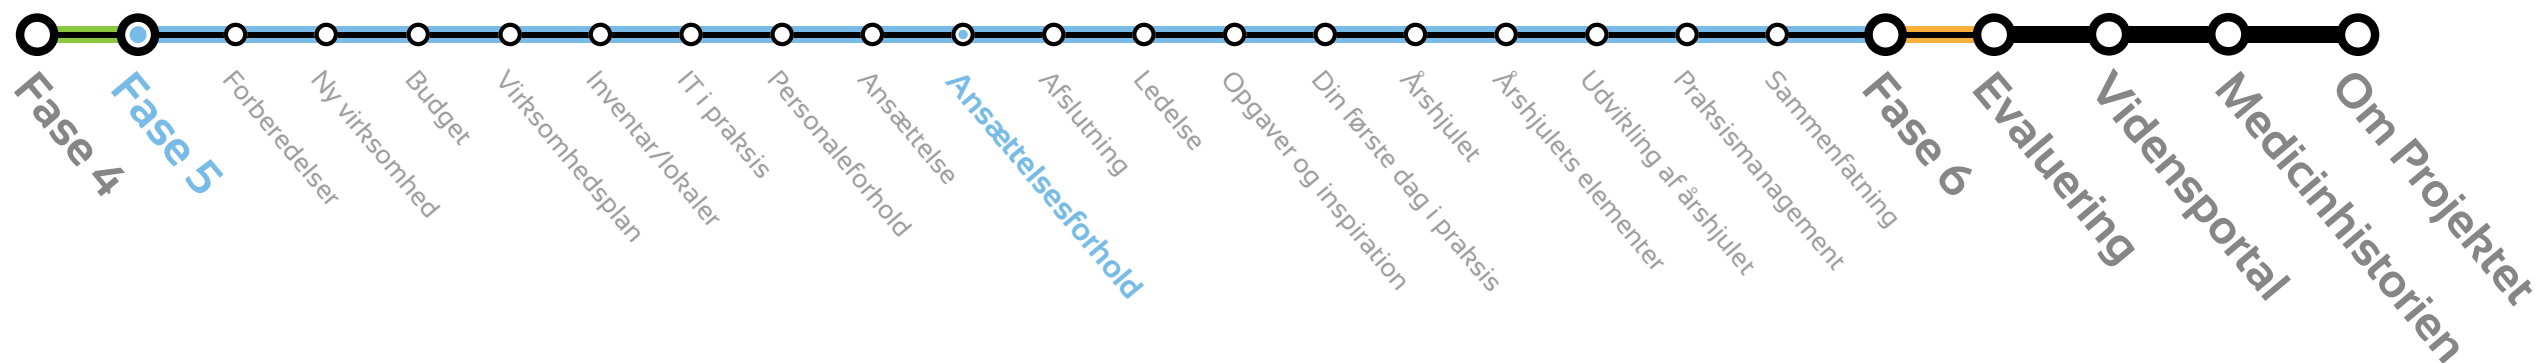 Fase 4
Fase 5
Forberedelser
Ny virksomhed
Budget
Virksomhedsplan
Inventar/lokaler
IT i praksis
Personaleforhold
Ansættelse
Ansættelsesforhold
Afslutning
Ledelse
Opgaver og inspiration
Din første dag i praksis
Årshjulet
Årshjulets elementer
Udvikling af årshjulet
Praksismanagement
Sammenfatning
Fase 6
Evaluering
Vidensportal
Medicinhistorien
Om Projektet